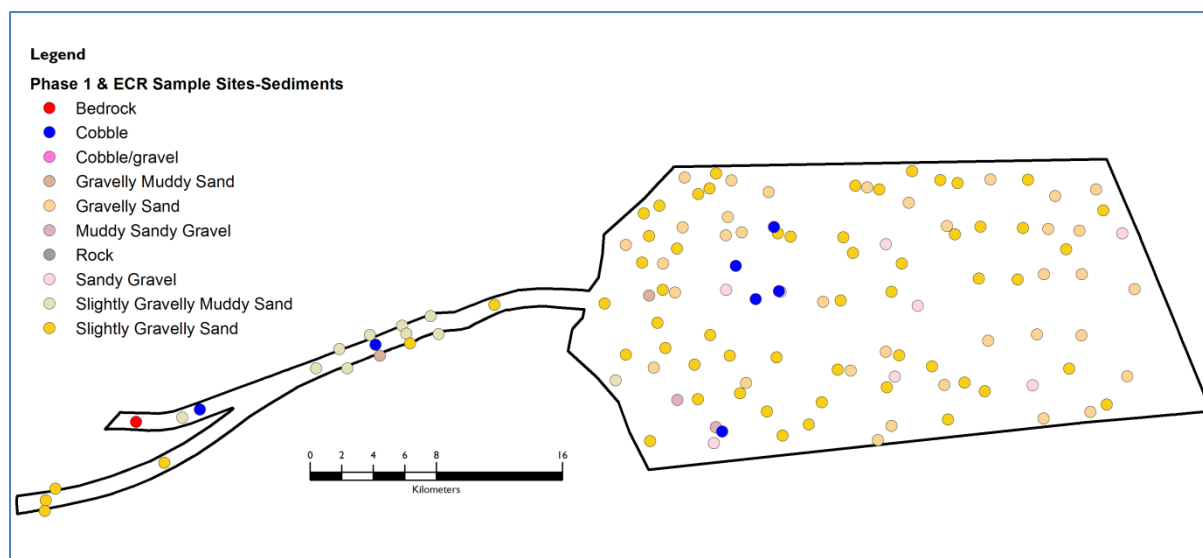 Legend
Phase 1 & ECR Sample Sites-Sediments
Bedrock
Cobble
Cobble/gravel
Gravelly Muddy Sand
Gravelly Sand
Muddy Sandy Gravel
Rock
Sandy Gravel
Slightly Gravelly Muddy Sand
Slightly Gravelly Sand
0 2 4 6 8 16
Kilometers